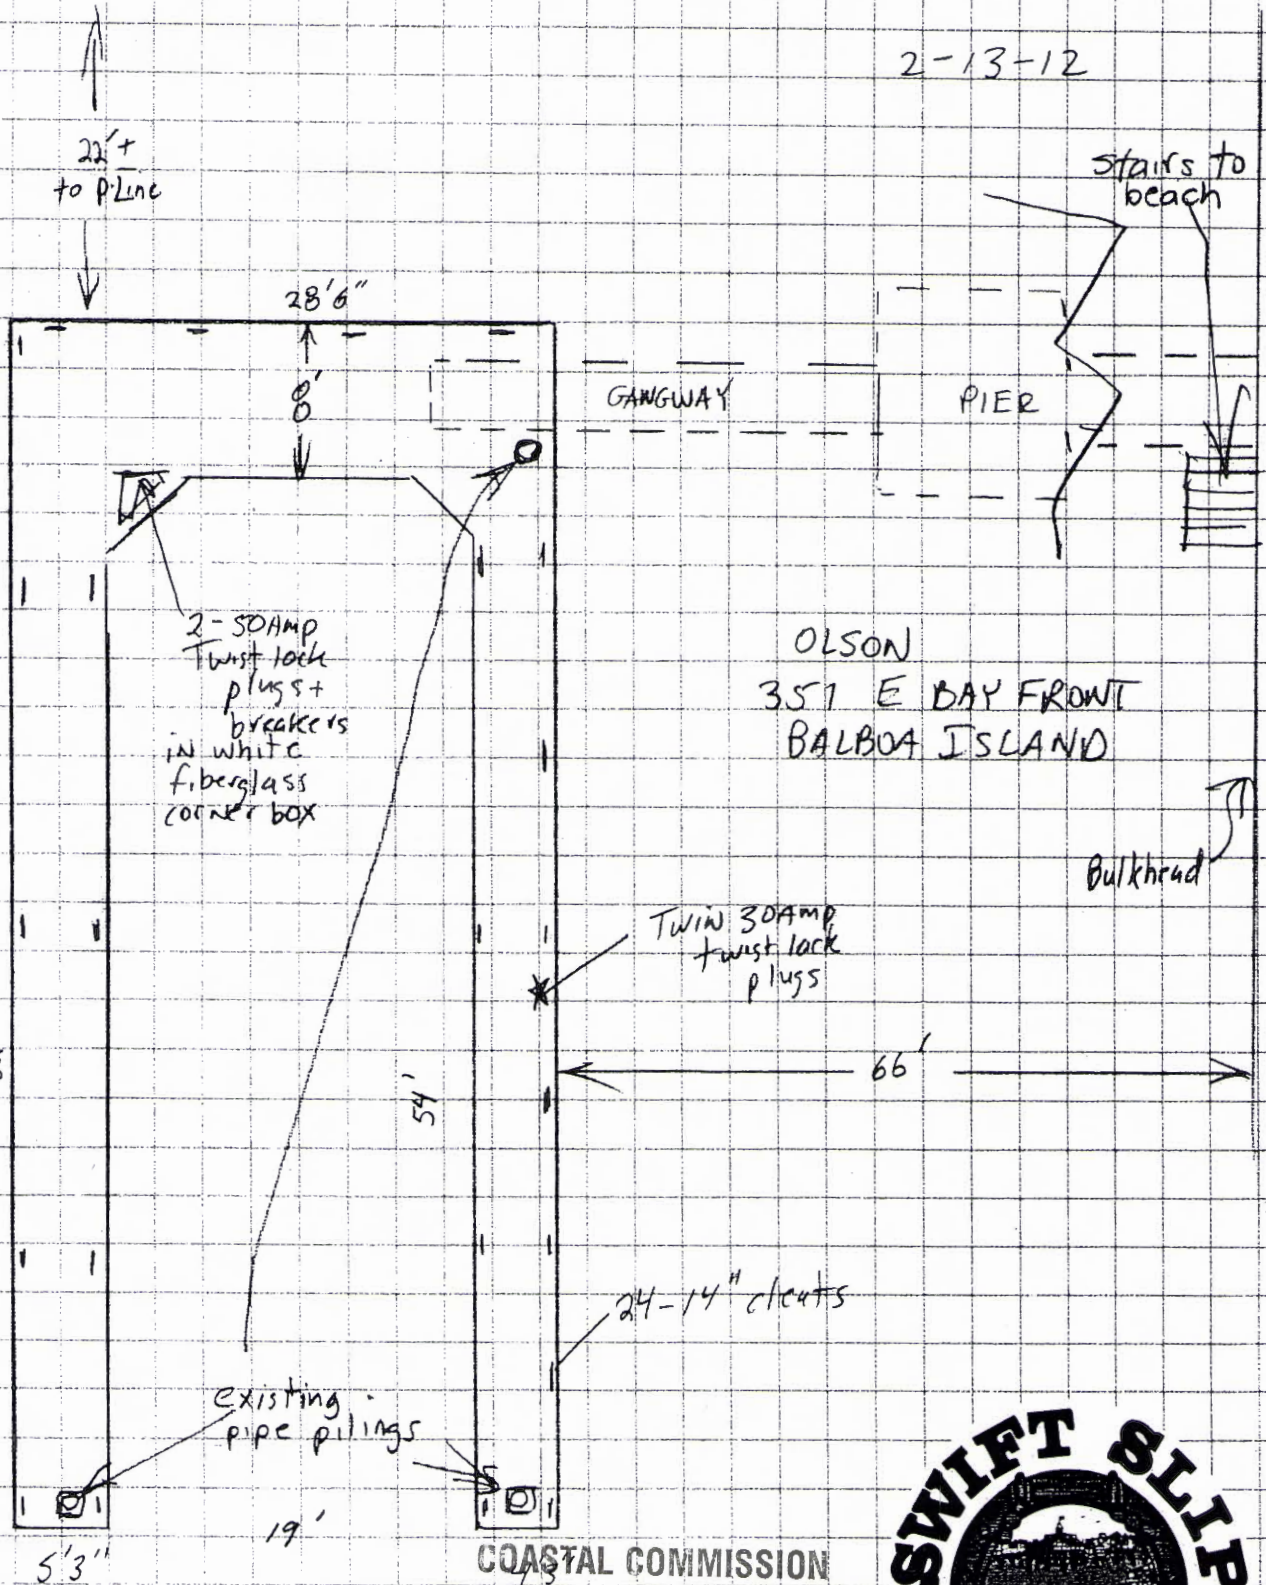 2-13-12
22'+
to P.Line
stairs to
beach
28'6"
8'
GANGWAY
PIER
2-50Amp
Twist lock
plugs+
breakers
in white
fiberglass
corner box
OLSON
351 E BAY FRONT
BALBOA ISLAND
Bulkhead
Twin 30Amp
twist lock
plugs
66'
54'
24-14" cleats
existing
pipe pilings
19'
5'3"
4'3"
COASTAL COMMISSION
SWIFT SLIP